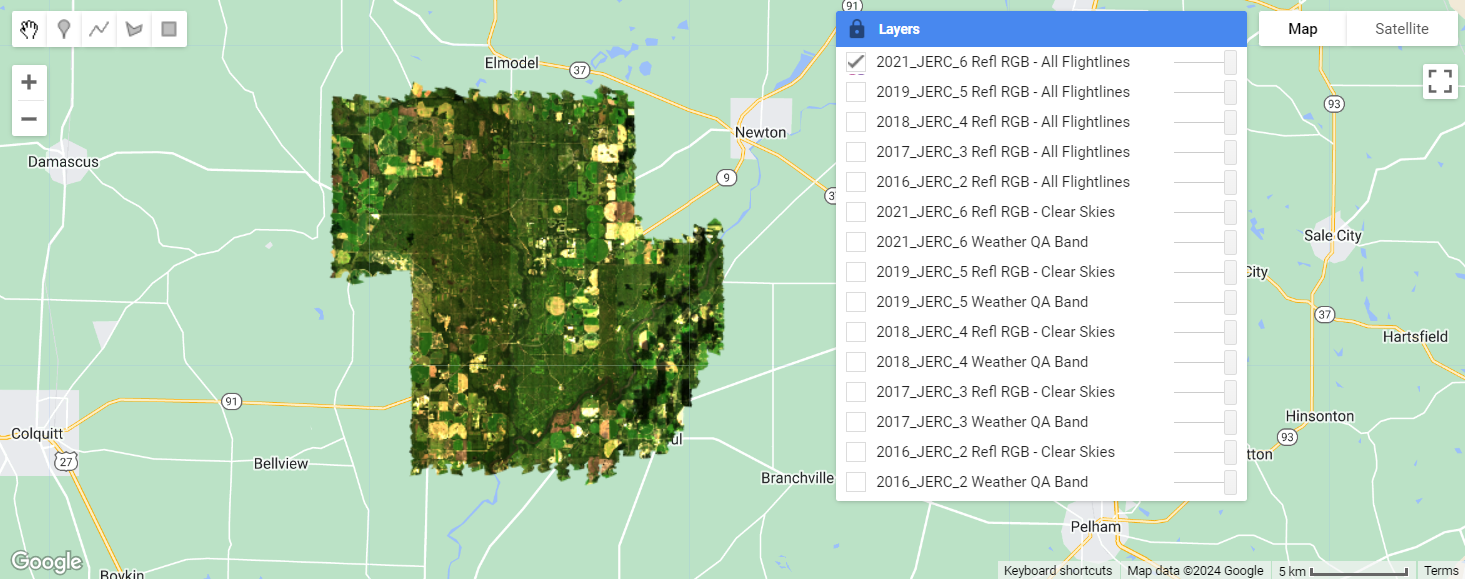 91
Layers
Map
Satellite
2021_JERC_6 Refl RGB - All Flightlines
2019_JERC_5 Refl RGB - All Flightlines
2018_JERC_4 Refl RGB - All Flightlines
2017_JERC_3 Refl RGB - All Flightlines
2016_JERC_2 Refl RGB - All Flightlines
2021_JERC_6 Refl RGB - Clear Skies
2021_JERC_6 Weather QA Band
2019_JERC_5 Refl RGB - Clear Skies
2019_JERC_5 Weather QA Band
2018_JERC_4 Refl RGB - Clear Skies
2018_JERC_4 Weather QA Band
2017_JERC_3 Refl RGB - Clear Skies
2017_JERC_3 Weather QA Band
2016_JERC_2 Refl RGB - Clear Skies
2016_JERC_2 Weather QA Band
Elmodel
37
93
Newton
Damascus
9
3
Sale City
City
37
Hartsfield
91
Hinsonton
Colquitt
93
27
Bellview
ul
tton
Branchville
Pelham
Boykin
Google
Keyboard shortcuts
Map data ©2024 Google
5 km
Terms